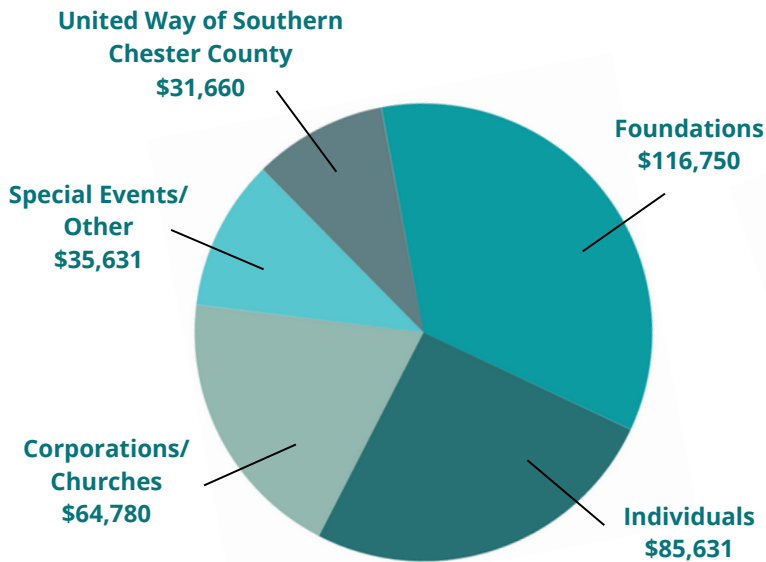 United Way of Southern
Chester County
$31,660
Foundations
$116,750
Special Events/
Other
$35,631
Corporations/
Churches
$64,780
Individuals
$85,631